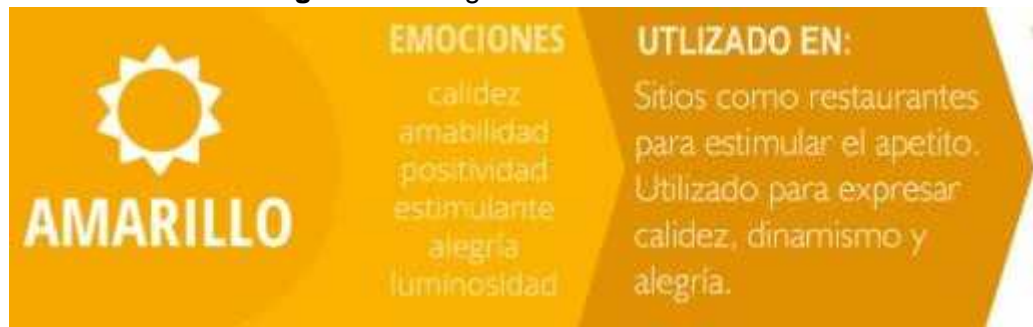 AMARILLO
EMOCIONES
calidez
amabilidad
positividad
estimulante
alegría
luminosidad
UTLIZADO EN:
Sitios como restaurantes
para estimular el apetito.
Utilizado para expresar
calidez, dinamismo y
alegría.